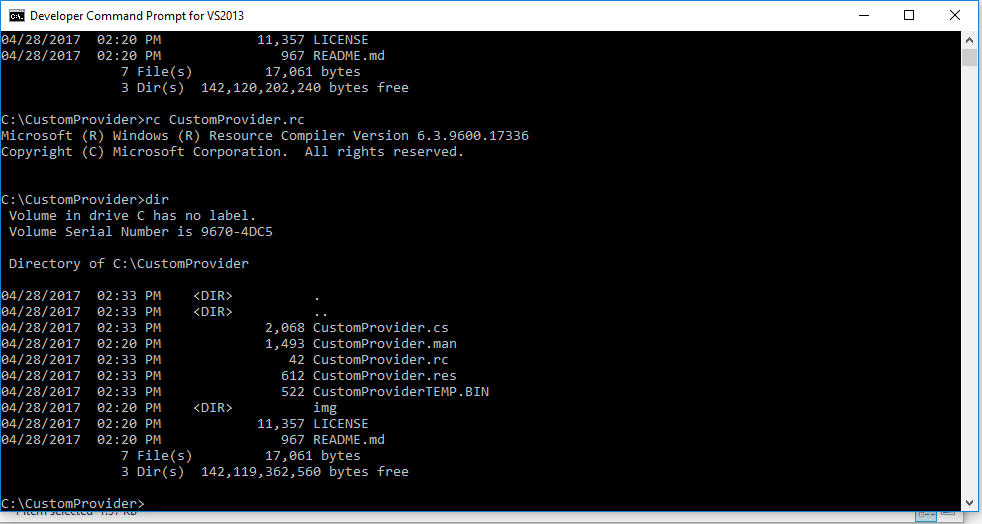 Developer Command Prompt for VS2013
04/28/2017  02:20 PM            11,357 LICENSE
04/28/2017  02:20 PM               967 README.md
               7 File(s)         17,061 bytes
               3 Dir(s)  142,120,202,240 bytes free
C:\CustomProvider>rc CustomProvider.rc
Microsoft (R) Windows (R) Resource Compiler Version 6.3.9600.17336
Copyright (C) Microsoft Corporation.  All rights reserved.
C:\CustomProvider>dir
 Volume in drive C has no label.
 Volume Serial Number is 9670-4DC5
 Directory of C:\CustomProvider
04/28/2017  02:33 PM    <DIR>          .
04/28/2017  02:33 PM    <DIR>          ..
04/28/2017  02:33 PM             2,068 CustomProvider.cs
04/28/2017  02:20 PM             1,493 CustomProvider.man
04/28/2017  02:33 PM                42 CustomProvider.rc
04/28/2017  02:33 PM               612 CustomProvider.res
04/28/2017  02:33 PM               522 CustomProviderTEMP.BIN
04/28/2017  02:20 PM    <DIR>          img
04/28/2017  02:20 PM            11,357 LICENSE
04/28/2017  02:20 PM               967 README.md
               7 File(s)         17,061 bytes
               3 Dir(s)  142,119,362,560 bytes free
C:\CustomProvider>